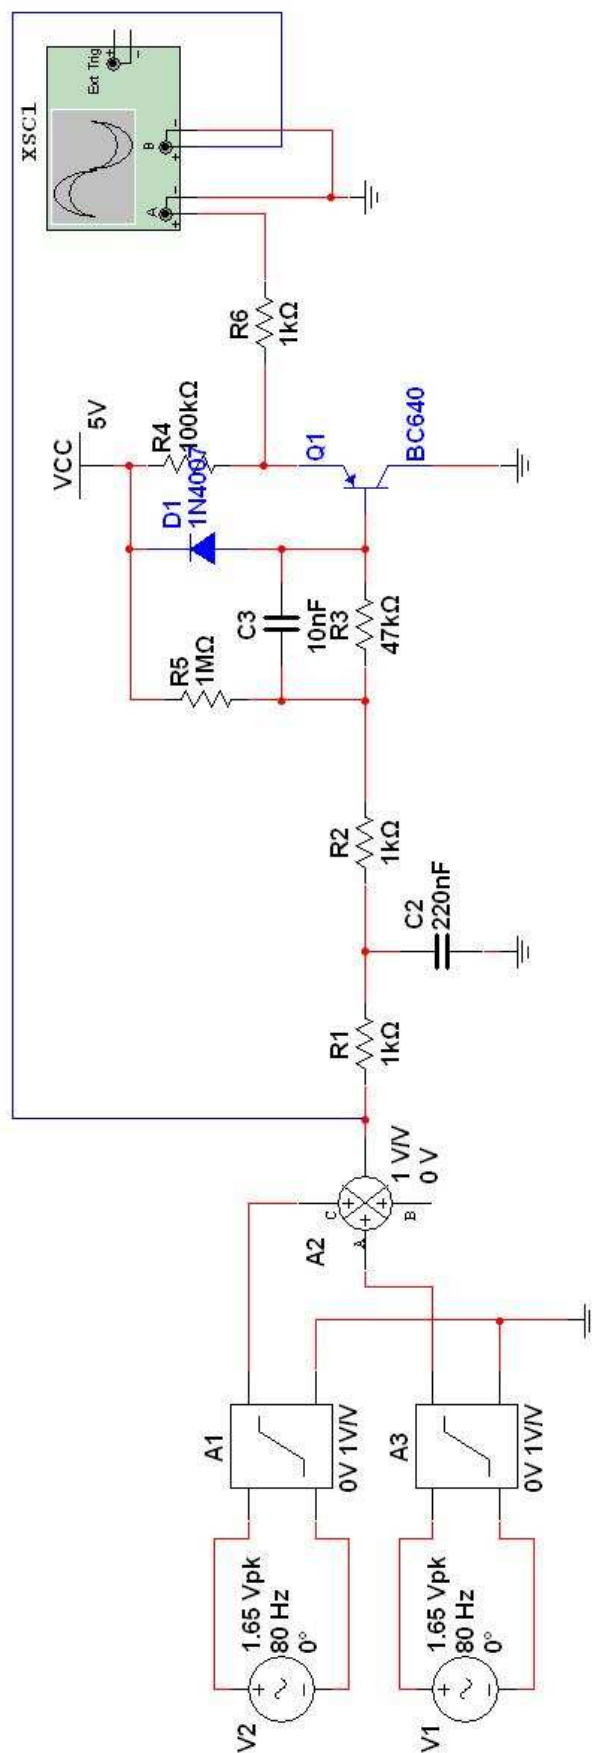 XSC1
Ext Trig
+
-
A
+
-
B
+
-
VCC
5V
R4
100kΩ
D1
1N4007
R5
1MΩ
C3
10nF
R3
47kΩ
R6
1kΩ
Q1
BC640
R2
1kΩ
C2
220nF
R1
1kΩ
A2
C
A
B
+
+
+
1 V/V
0 V
A1
0V 1V/V
A3
0V 1V/V
V2
+
-
1.65 Vpk
80 Hz
0°
V1
+
-
1.65 Vpk
80 Hz
0°